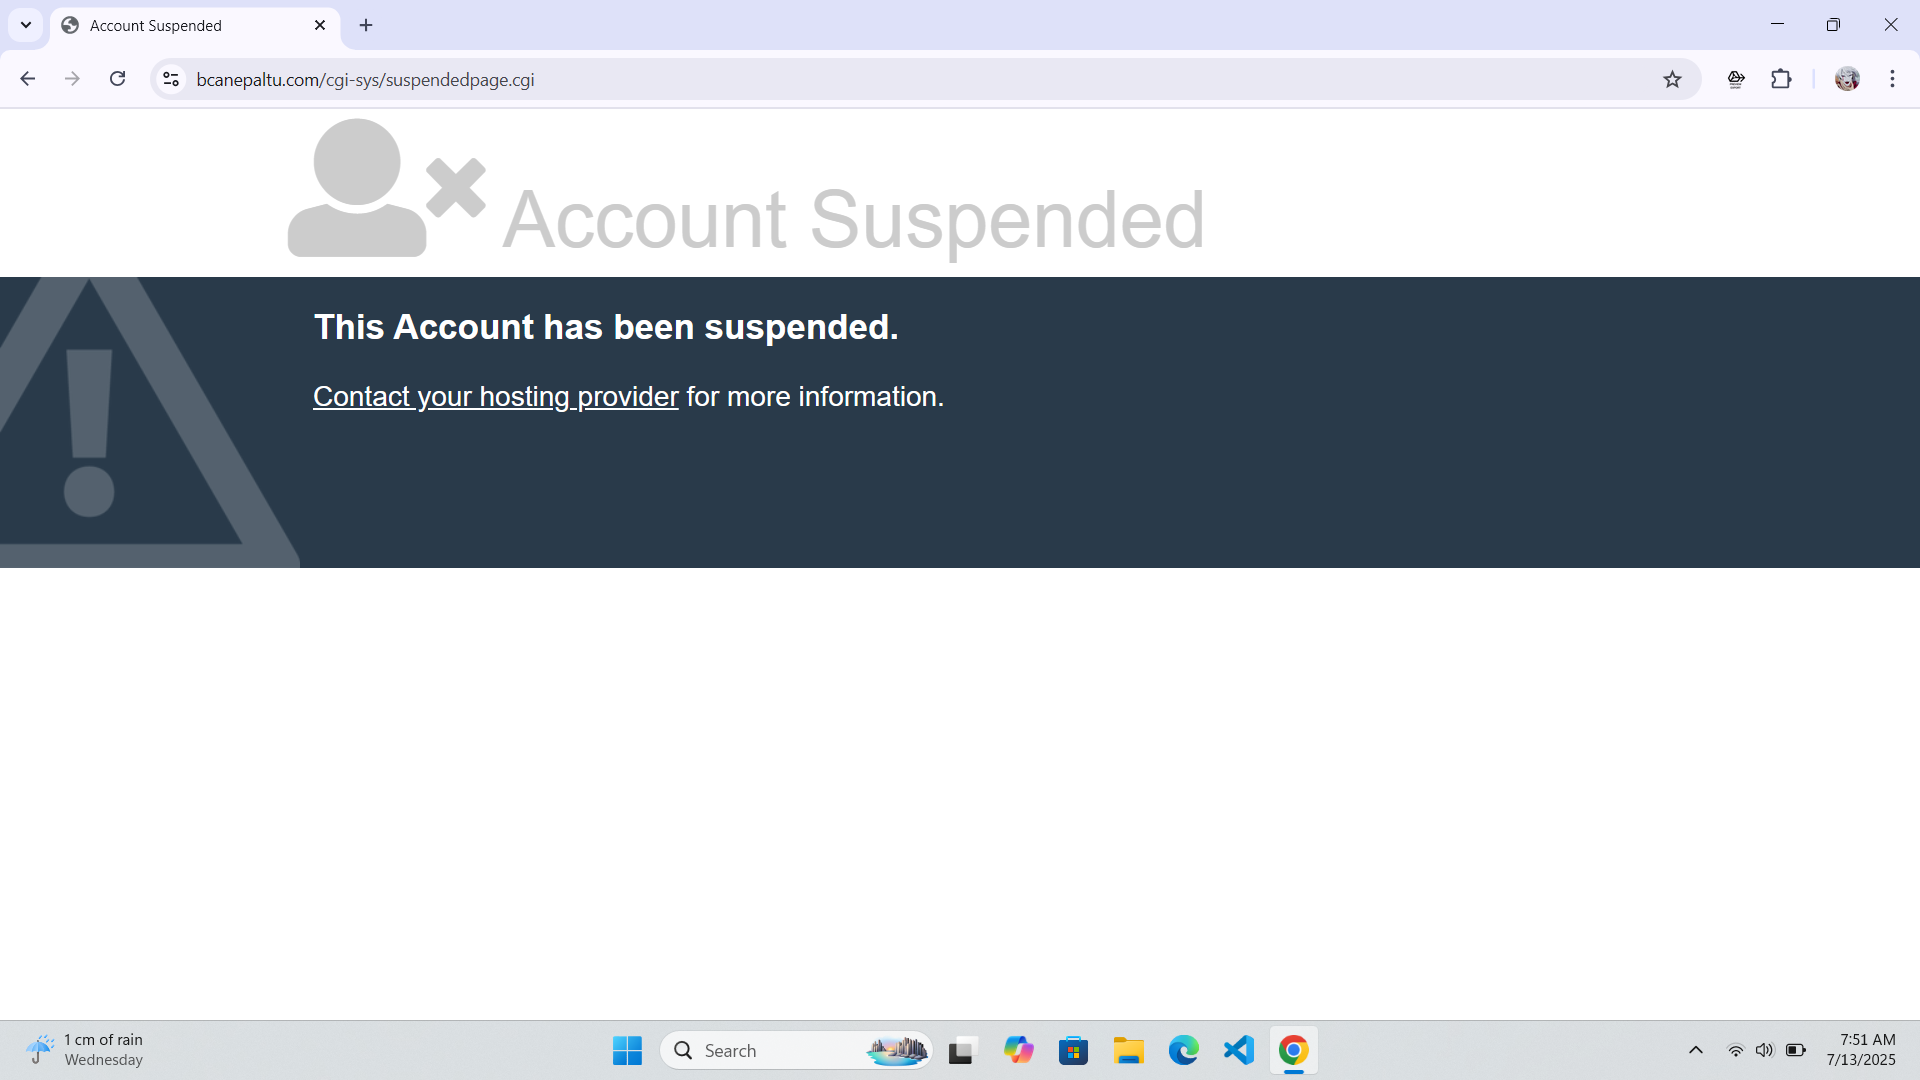 Account Suspended
bcanepaltu.com/cgi-sys/suspendedpage.cgi
Account Suspended
This Account has been suspended.
Contact your hosting provider for more information.
1 cm of rain
Wednesday
Search
7:51 AM
7/13/2025